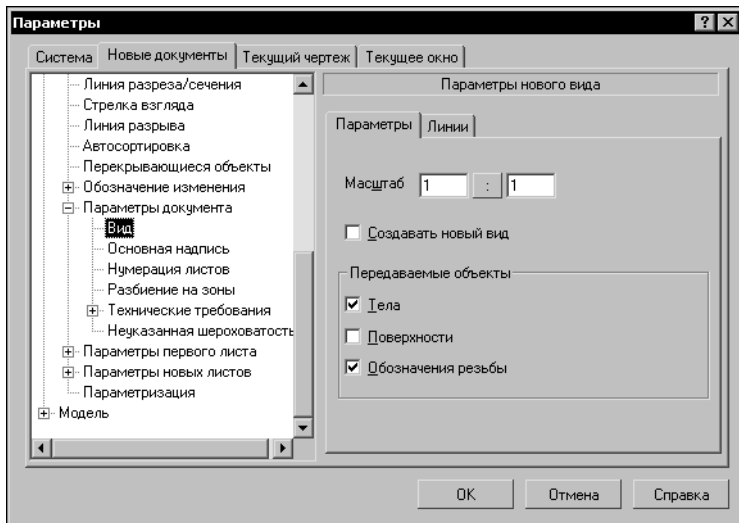 Параметры
Система Новые документы Текущий чертеж Текущее окно
Линия разреза/сечения
Стрелка взгляда
Линия разрыва
Автосортировка
Перекрывающиеся объекты
Обозначение изменения
Параметры документа
Вид
Основная надпись
Нумерация листов
Разбиение на зоны
Технические требования
Неуказанная шероховатость
Параметры первого листа
Параметры новых листов
Параметризация
Модель
Параметры нового вида
Параметры Линии
Масштаб 1 : 1
Создавать новый вид
Передаваемые объекты
Тела
Поверхности
Обозначения резьбы
OK Отмена Справка